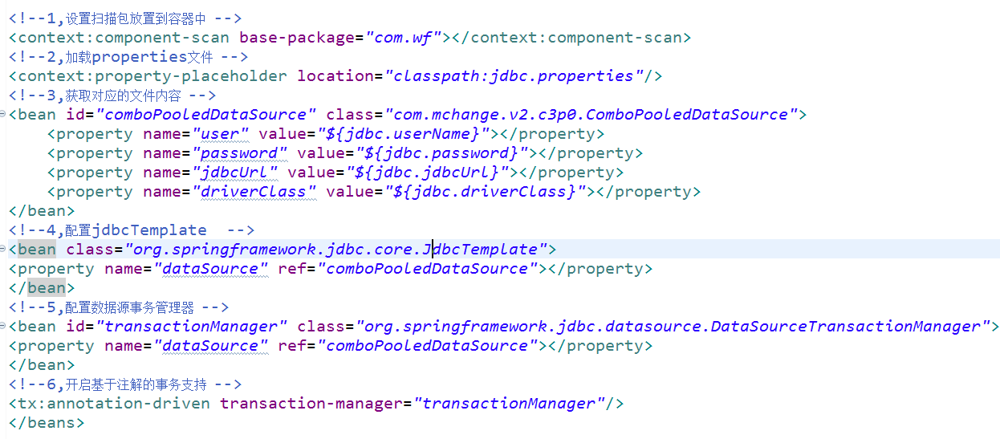 <!--1,设置扫描包放置到容器中 -->
<context:component-scan base-package="com.wf"></context:component-scan>
<!--2,加载properties文件 -->
<context:property-placeholder location="classpath:jdbc.properties"/>
<!--3,获取对应的文件内容 -->
<bean id="comboPooledDataSource" class="com.mchange.v2.c3p0.ComboPooledDataSource">
    <property name="user" value="${jdbc.userName}"></property>
    <property name="password" value="${jdbc.password}"></property>
    <property name="jdbcUrl" value="${jdbc.jdbcUrl}"></property>
    <property name="driverClass" value="${jdbc.driverClass}"></property>
</bean>
<!--4,配置jdbcTemplate  -->
<bean class="org.springframework.jdbc.core.JdbcTemplate">
<property name="dataSource" ref="comboPooledDataSource"></property>
</bean>
<!--5,配置数据源事务管理器 -->
<bean id="transactionManager" class="org.springframework.jdbc.datasource.DataSourceTransactionManager">
<property name="dataSource" ref="comboPooledDataSource"></property>
</bean>
<!--6,开启基于注解的事务支持 -->
<tx:annotation-driven transaction-manager="transactionManager"/>
</beans>